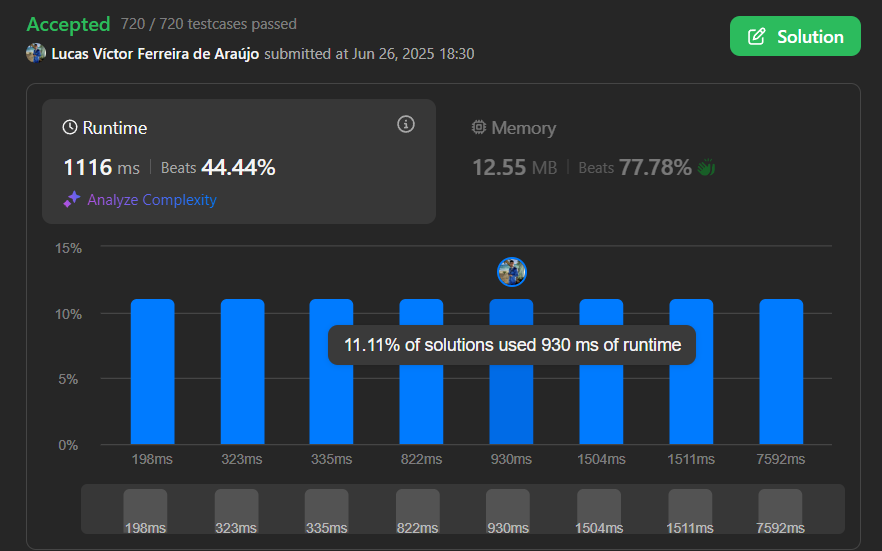 Accepted 720 / 720 testcases passed
Lucas Víctor Ferreira de Araújo submitted at Jun 26, 2025 18:30
Solution
Runtime
1116 ms Beats 44.44%
Analyze Complexity
Memory
12.55 MB Beats 77.78%
15%
10%
5%
0%
11.11% of solutions used 930 ms of runtime
198ms 323ms 335ms 822ms 930ms 1504ms 1511ms 7592ms
198ms 323ms 335ms 822ms 930ms 1504ms 1511ms 7592ms